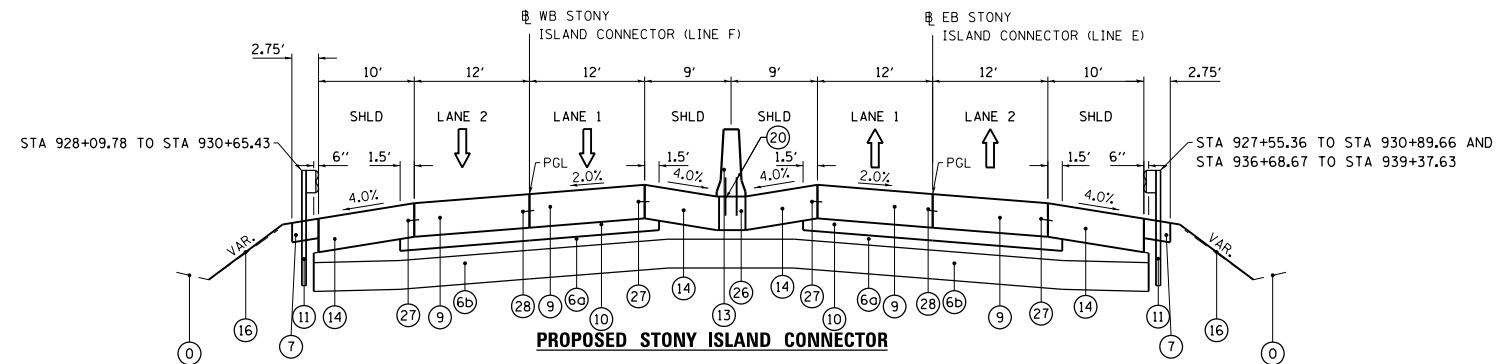 ℄ WB STONY
ISLAND CONNECTOR (LINE F)
℄ EB STONY
ISLAND CONNECTOR (LINE E)
2.75'
10' 12' 12' 9' 9' 12' 12' 10'
2.75'
SHLD LANE 2 LANE 1 SHLD SHLD LANE 1 LANE 2 SHLD
20
STA 928+09.78 TO STA 930+65.43
STA 927+55.36 TO STA 930+89.66 AND
STA 936+68.67 TO STA 939+37.63
6" 1.5' PGL 1.5' 1.5' PGL 1.5' 6"
4.0% 2.0% 4.0% 4.0% 2.0% 4.0%
VAR. VAR.
0 16 7 11 14 27 9 6b 28 9 6a 10 27 14 13 26 14 27 10 6a 9 28 6b 9 27 14 11 7 16 0
PROPOSED STONY ISLAND CONNECTOR